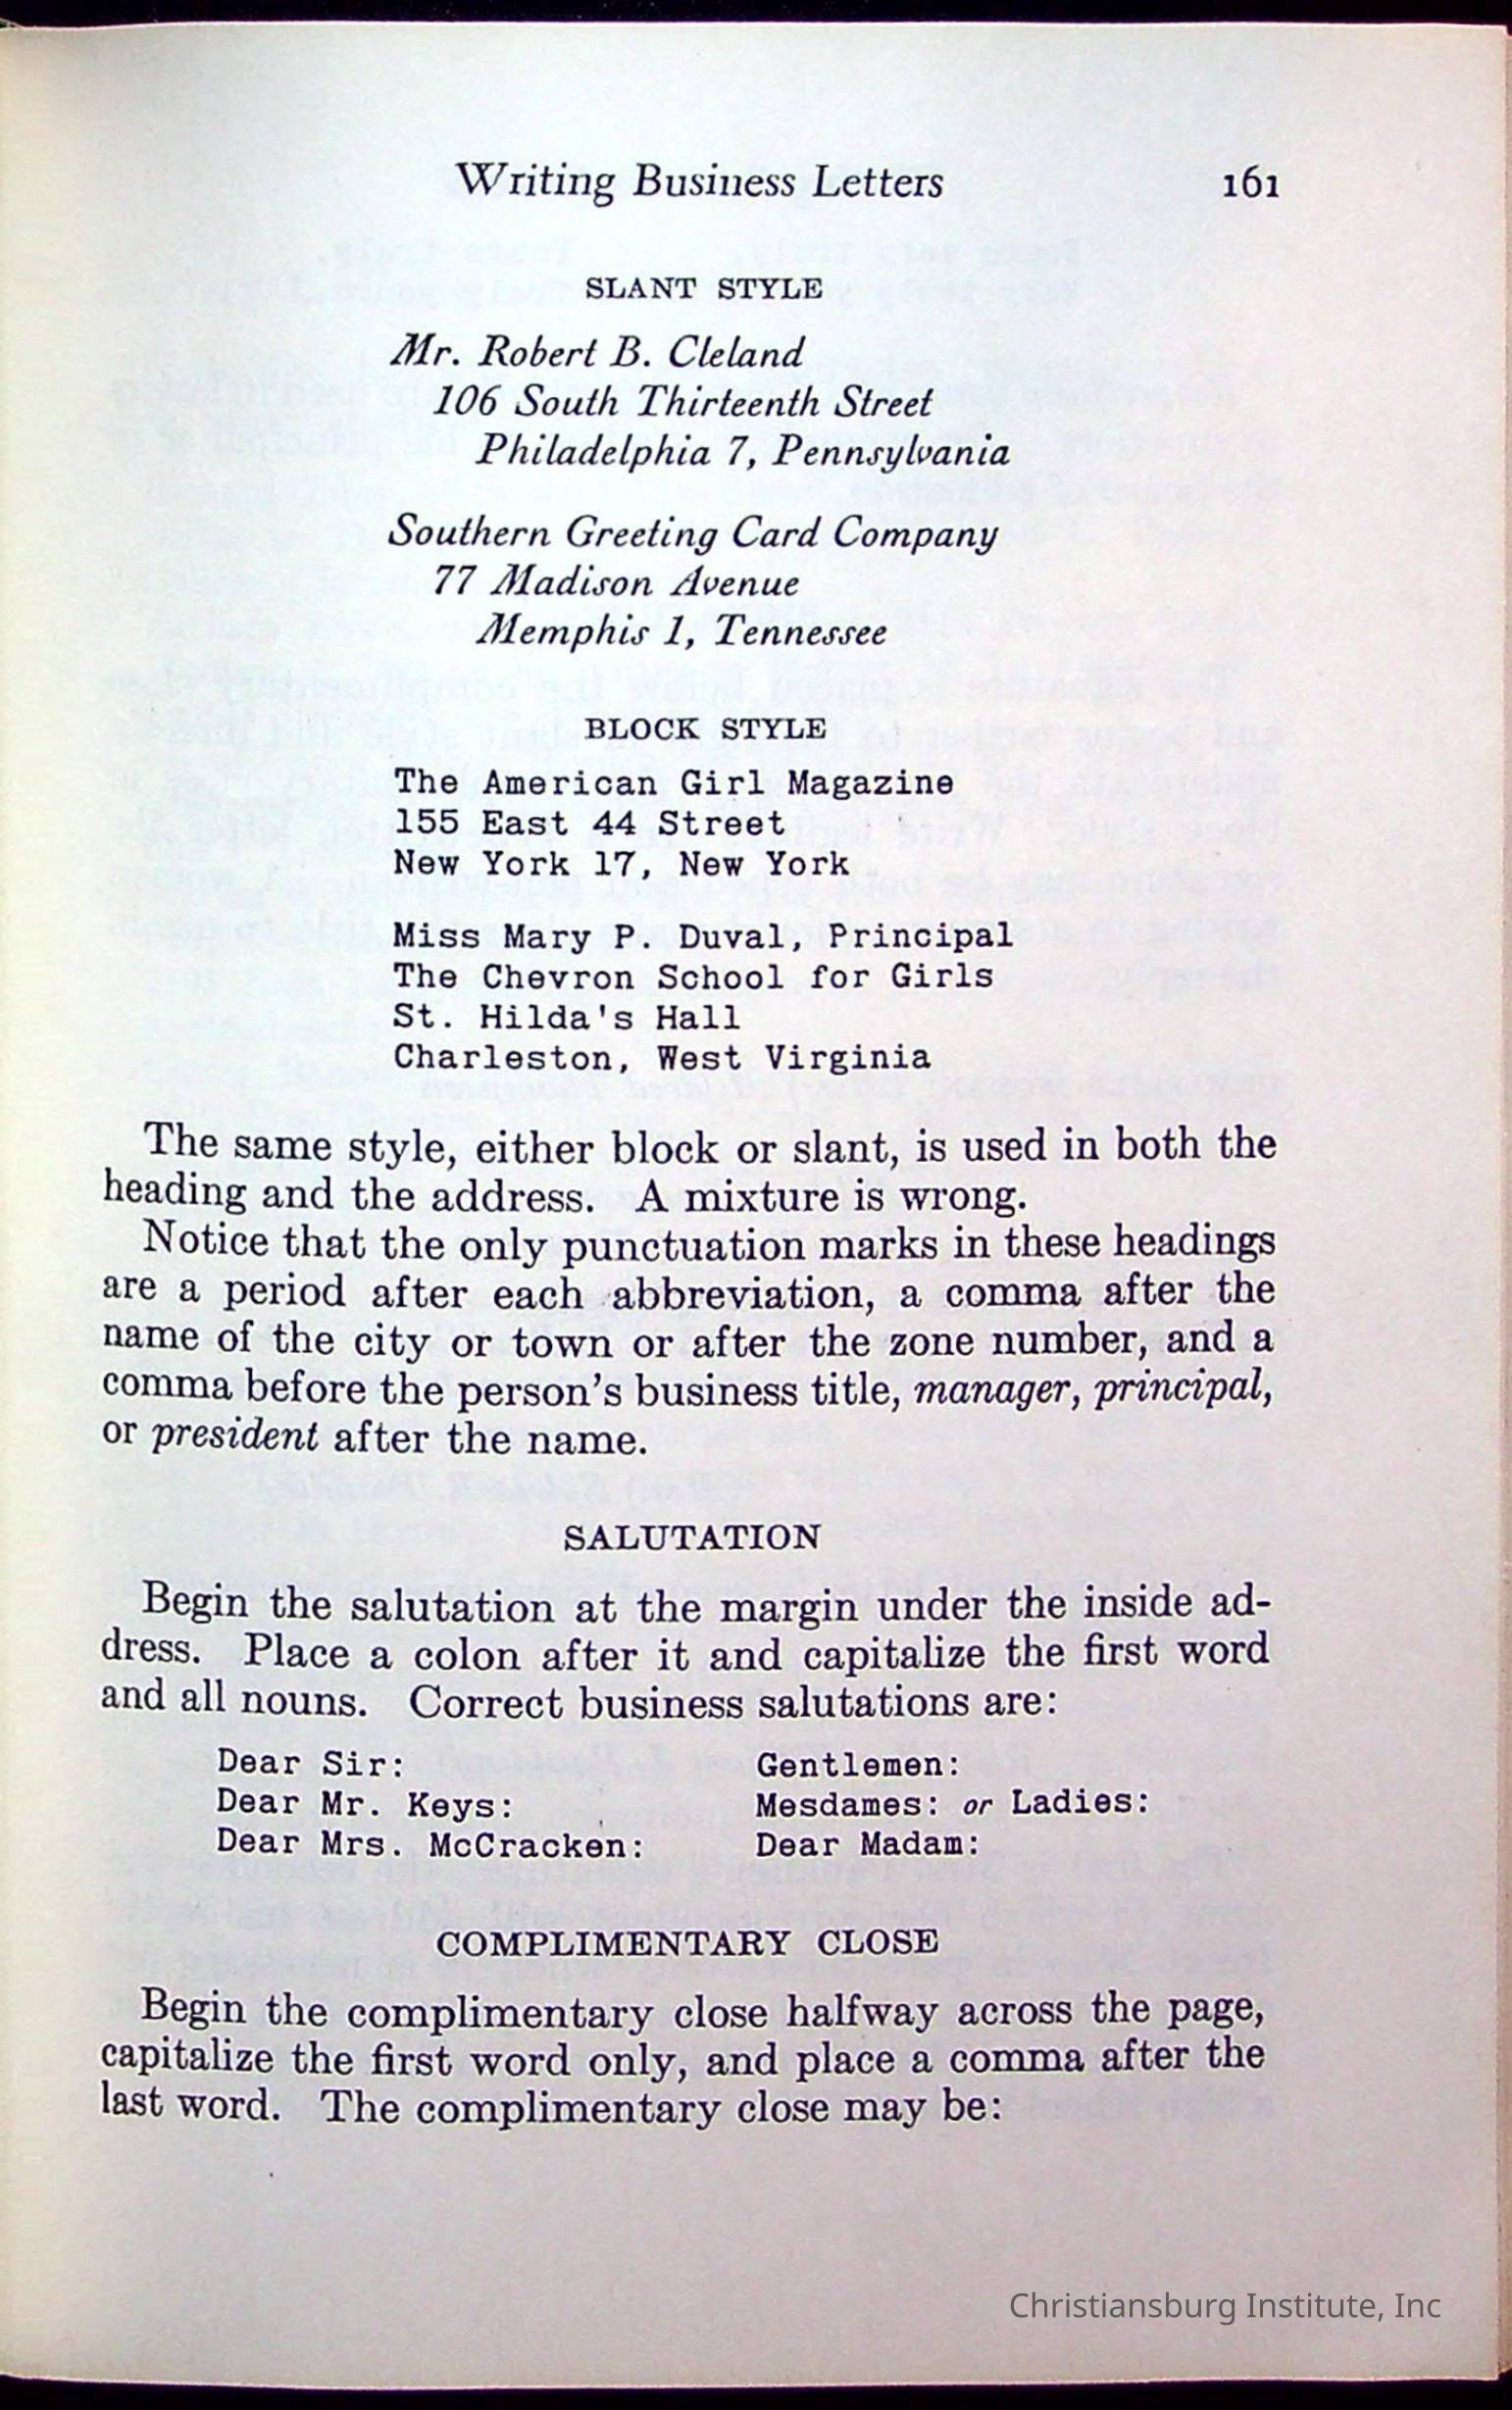 Writing Business Letters 161
SLANT STYLE
Mr. Robert B. Cleland
106 South Thirteenth Street
Philadelphia 7, Pennsylvania
Southern Greeting Card Company
77 Madison Avenue
Memphis 1, Tennessee
BLOCK STYLE
The American Girl Magazine
155 East 44 Street
New York 17, New York
Miss Mary P. Duval, Principal
The Chevron School for Girls
St. Hilda's Hall
Charleston, West Virginia
The same style, either block or slant, is used in both the
heading and the address. A mixture is wrong.
Notice that the only punctuation marks in these headings
are a period after each abbreviation, a comma after the
name of the city or town or after the zone number, and a
comma before the person's business title, manager, principal,
or president after the name.
SALUTATION
Begin the salutation at the margin under the inside ad-
dress. Place a colon after it and capitalize the first word
and all nouns. Correct business salutations are:
Dear Sir: Gentlemen:
Dear Mr. Keys: Mesdames: or Ladies:
Dear Mrs. McCracken: Dear Madam:
COMPLIMENTARY CLOSE
Begin the complimentary close halfway across the page,
capitalize the first word only, and place a comma after the
last word. The complimentary close may be:
Christiansburg Institute, Inc